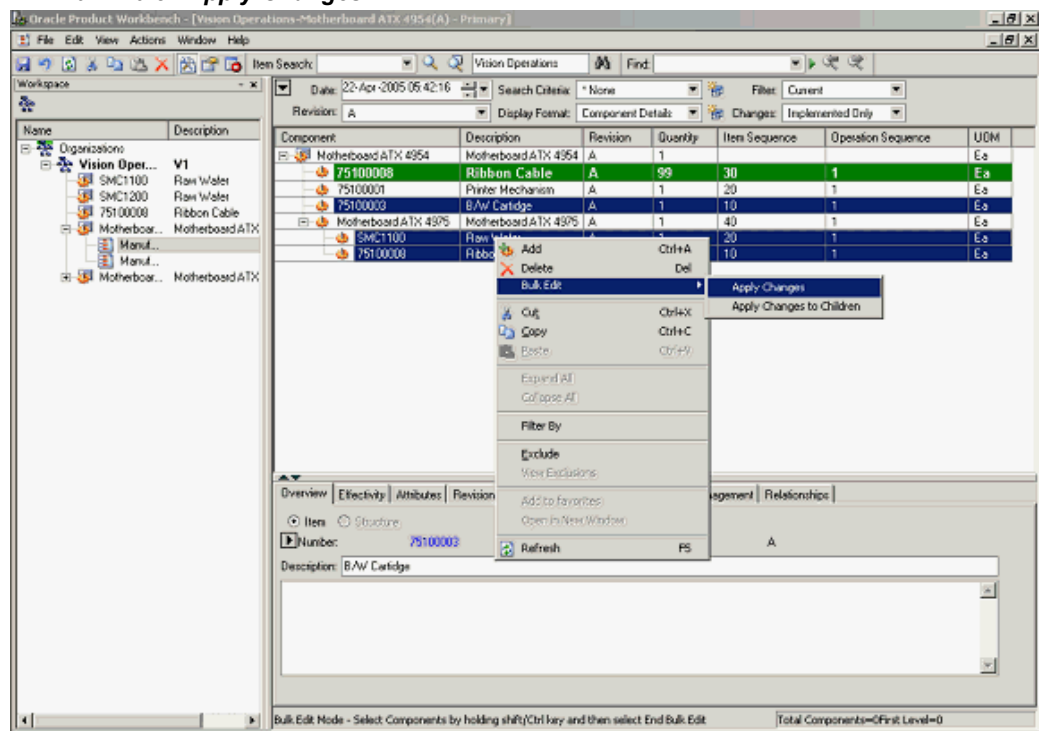 Oracle Product Workbench - [Vision Operations-Motherboard ATX 4954(A) - Primary]
File Edit View Actions Window Help
Item Search: Vision Operations Find:
Workspace
Name Description
Organizations
Vision Oper... V1
SMC1100 Raw Wafer
SMC1200 Raw Wafer
75100008 Ribbon Cable
Motherboar... Motherboard ATX
Manuf...
Manuf...
Motherboar... Motherboard ATX
Date: 22-Apr-2005 05:42:16 Search Criteria: * None Filter: Current
Revision: A Display Format: Component Details Changes: Implemented Only
Component Description Revision Quantity Item Sequence Operation Sequence UOM
Motherboard ATX 4954 Motherboard ATX 4954 A 1 Ea
75100008 Ribbon Cable A 99 30 1 Ea
75100001 Printer Mechanism A 1 20 1 Ea
75100003 B/W Cartidge A 1 10 1 Ea
Motherboard ATX 4975 Motherboard ATX 4975 A 1 40 1 Ea
SMC1100 Raw Wafer A 1 20 1 Ea
75100008 Ribbo 10 1 Ea
Add Ctrl+A
Delete Del
Bulk Edit
Apply Changes
Apply Changes to Children
Cut Ctrl+X
Copy Ctrl+C
Paste Ctrl+V
Expand All
Collapse All
Filter By
Exclude
View Exclusions
Add to favorites
Open in New Window
Refresh F5
Overview Effectivity Attributes Revision agement Relationships
Item Structure
Number: 75100003 A
Description: B/W Cartidge
Bulk Edit Mode - Select Components by holding shift/Ctrl key and then select End Bulk Edit Total Components=0First Level=0